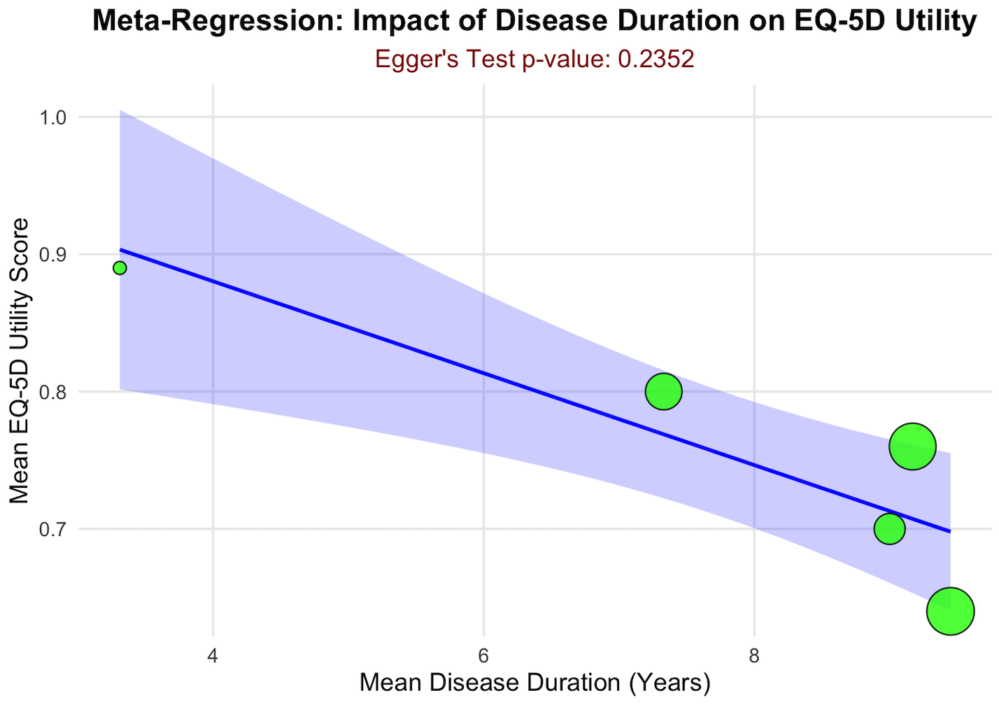 Meta-Regression: Impact of Disease Duration on EQ-5D Utility
Egger's Test p-value: 0.2352
Mean EQ-5D Utility Score
1.0
0.9
0.8
0.7
4
6
8
Mean Disease Duration (Years)